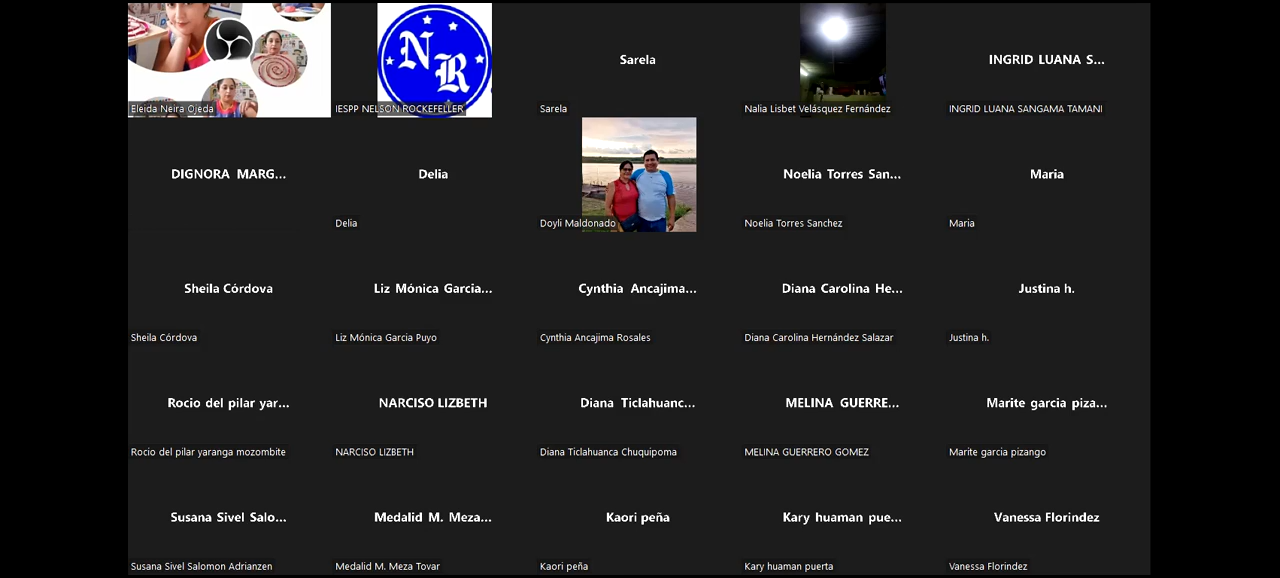 Eleida Neira Ojeda
N
R
IESPP NELSON ROCKEFELLER
Sarela
Sarela
Nalia Lisbet Velásquez Fernández
INGRID LUANA S...
INGRID LUANA SANGAMA TAMANI
DIGNORA MARG...
Delia
Delia
Doyli Maldonado
Noelia Torres San...
Noelia Torres Sanchez
Maria
Maria
Sheila Córdova
Sheila Córdova
Liz Mónica Garcia...
Liz Mónica Garcia Puyo
Cynthia Ancajima...
Cynthia Ancajima Rosales
Diana Carolina He...
Diana Carolina Hernández Salazar
Justina h.
Justina h.
Rocio del pilar yar...
Rocio del pilar yaranga mozombite
NARCISO LIZBETH
NARCISO LIZBETH
Diana Ticlahuanc...
Diana Ticlahuanca Chuquipoma
MELINA GUERRE...
MELINA GUERRERO GOMEZ
Marite garcia piza...
Marite garcia pizango
Susana Sivel Salo...
Susana Sivel Salomon Adrianzen
Medalid M. Meza...
Medalid M. Meza Tovar
Kaori peña
Kaori peña
Kary huaman pue...
Kary huaman puerta
Vanessa Florindez
Vanessa Florindez